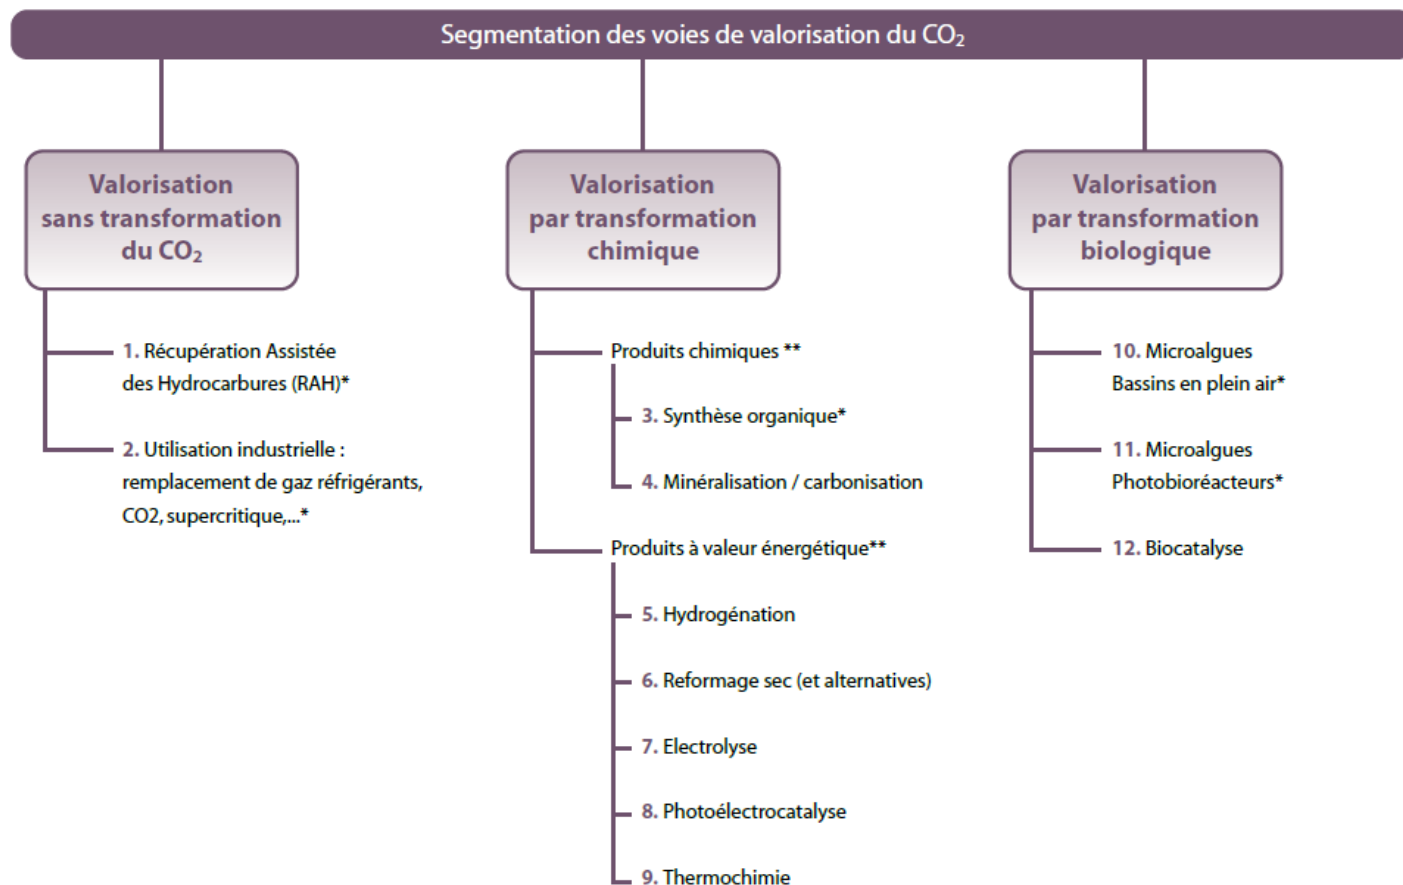 Segmentation des voies de valorisation du CO₂
Valorisation
sans transformation
du CO₂
1. Récupération Assistée
des Hydrocarbures (RAH)*
2. Utilisation industrielle :
remplacement de gaz réfrigérants,
CO2, supercritique,...*
Valorisation
par transformation
chimique
Produits chimiques **
3. Synthèse organique*
4. Minéralisation / carbonisation
Produits à valeur énergétique**
5. Hydrogénation
6. Reformage sec (et alternatives)
7. Electrolyse
8. Photoélectrocatalyse
9. Thermochimie
Valorisation
par transformation
biologique
10. Microalgues
Bassins en plein air*
11. Microalgues
Photobioréacteurs*
12. Biocatalyse